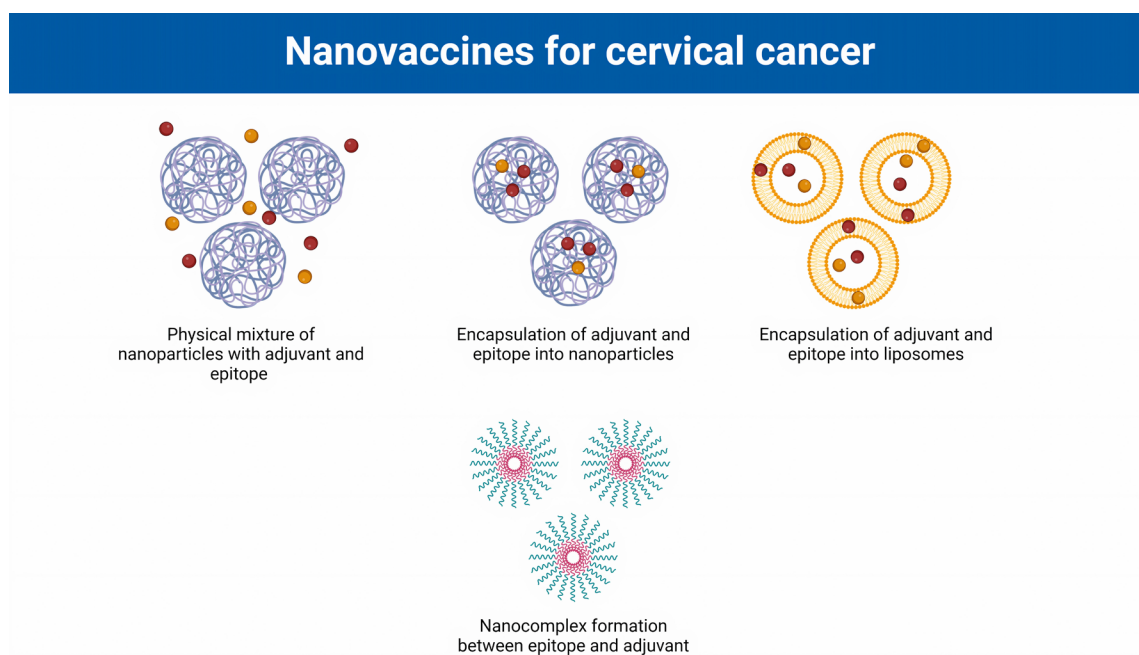 Nanovaccines for cervical cancer
Physical mixture of
nanoparticles with adjuvant and
epitope
Encapsulation of adjuvant and
epitope into nanoparticles
Encapsulation of adjuvant and
epitope into liposomes
Nanocomplex formation
between epitope and adjuvant